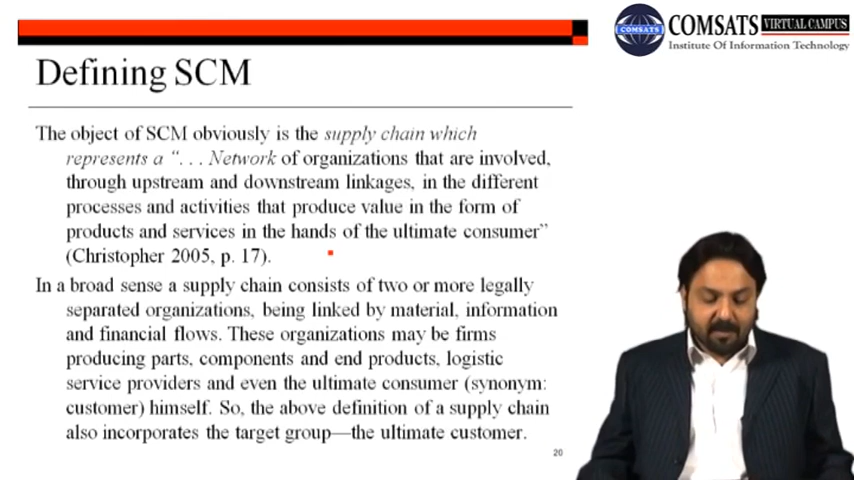 COMSATS
COMSATS VIRTUAL CAMPUS
Institute Of Information Technology
Defining SCM
The object of SCM obviously is the supply chain which
represents a “. . . Network of organizations that are involved,
through upstream and downstream linkages, in the different
processes and activities that produce value in the form of
products and services in the hands of the ultimate consumer”
(Christopher 2005, p. 17).
In a broad sense a supply chain consists of two or more legally
separated organizations, being linked by material, information
and financial flows. These organizations may be firms
producing parts, components and end products, logistic
service providers and even the ultimate consumer (synonym:
customer) himself. So, the above definition of a supply chain
also incorporates the target group—the ultimate customer.
20